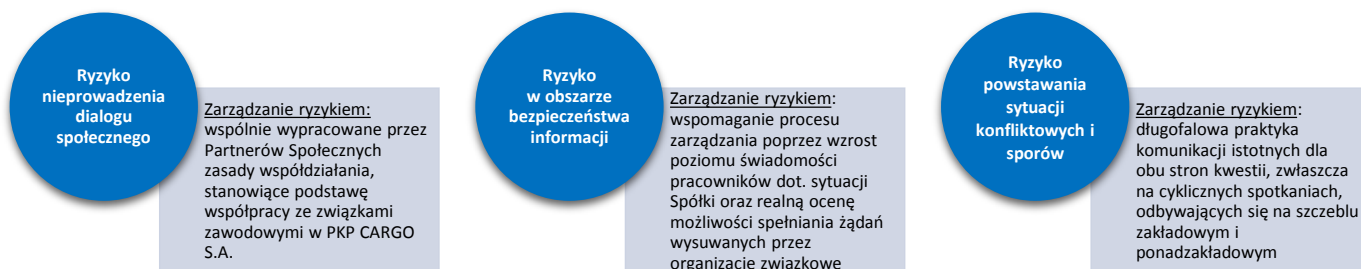 Ryzyko
nieprowadzenia
dialogu
społecznego
Zarządzanie ryzykiem:
wspólnie wypracowane przez
Partnerów Społecznych
zasady współdziałania,
stanowiące podstawę
współpracy ze związkami
zawodowymi w PKP CARGO
S.A.
Ryzyko
w obszarze
bezpieczeństwa
informacji
Zarządzanie ryzykiem:
wspomaganie procesu
zarządzania poprzez wzrost
poziomu świadomości
pracowników dot. sytuacji
Spółki oraz realną ocenę
możliwości spełniania żądań
wysuwanych przez
organizacje związkowe
Ryzyko
powstawania
sytuacji
konfliktowych i
sporów
Zarządzanie ryzykiem:
długofalowa praktyka
komunikacji istotnych dla
obu stron kwestii, zwłaszcza
na cyklicznych spotkaniach,
odbywających się na szczeblu
zakładowym i
ponadzakładowym